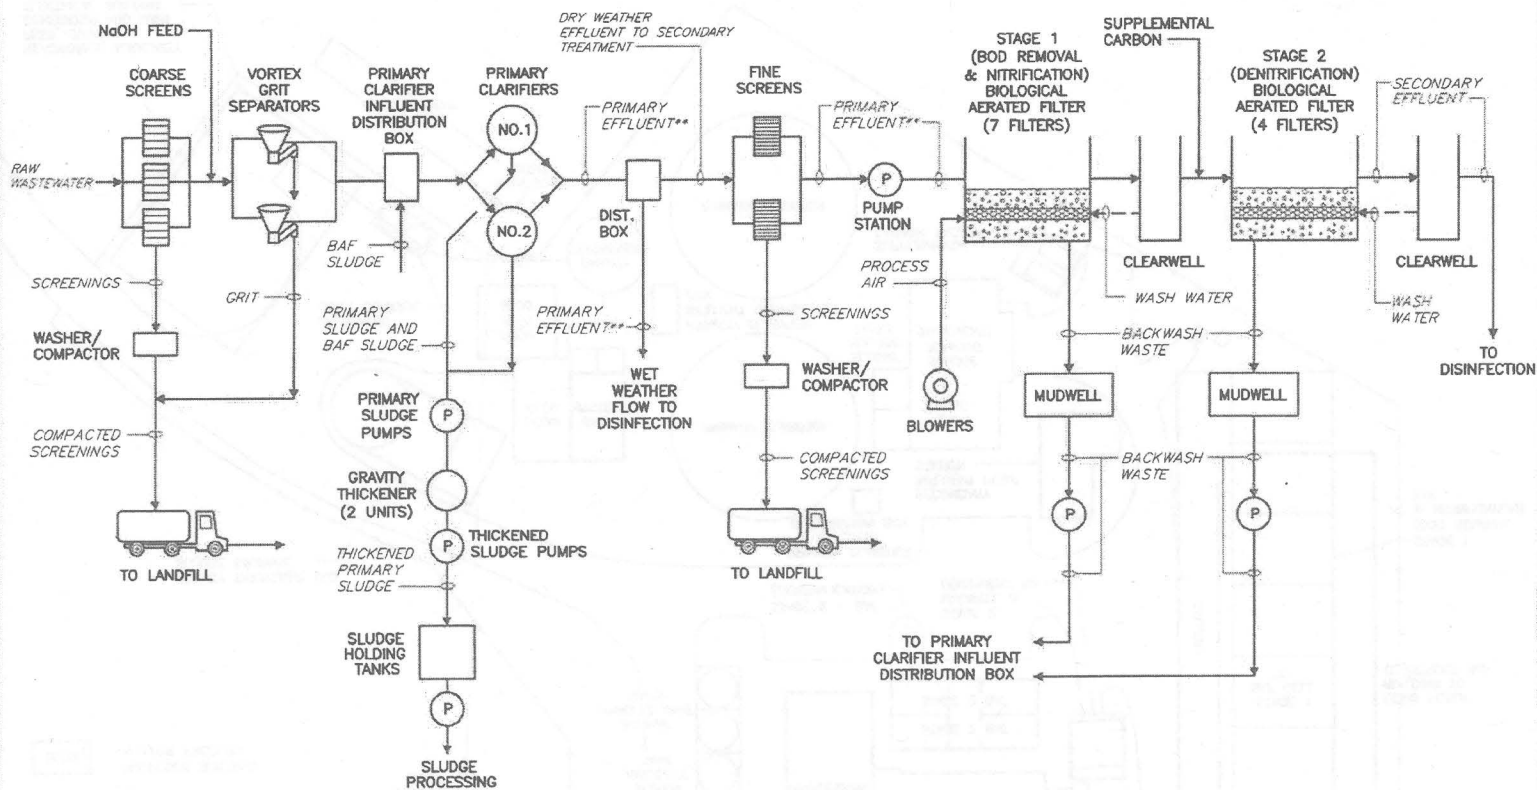 NaOH FEED
COARSE
SCREENS
VORTEX
GRIT
SEPARATORS
PRIMARY
CLARIFIER
INFLUENT
DISTRIBUTION
BOX
PRIMARY
CLARIFIERS
DRY WEATHER
EFFLUENT TO SECONDARY
TREATMENT
PRIMARY
EFFLUENT**
FINE
SCREENS
PRIMARY
EFFLUENT**
STAGE 1
(BOD REMOVAL
& NITRIFICATION)
BIOLOGICAL
AERATED FILTER
(7 FILTERS)
SUPPLEMENTAL
CARBON
STAGE 2
(DENITRIFICATION)
BIOLOGICAL
AERATED FILTER
(4 FILTERS)
SECONDARY
EFFLUENT
RAW
WASTEWATER
NO.1
NO.2
DIST.
BOX
P
PUMP
STATION
BAF
SLUDGE
SCREENINGS
GRIT
PRIMARY
SLUDGE AND
BAF SLUDGE
PRIMARY
EFFLUENT**
SCREENINGS
PROCESS
AIR
CLEARWELL
WASH WATER
BACKWASH
WASTE
CLEARWELL
WASH
WATER
TO
DISINFECTION
WASHER/
COMPACTOR
WET
WEATHER
FLOW TO
DISINFECTION
WASHER/
COMPACTOR
BLOWERS
MUDWELL
MUDWELL
PRIMARY
SLUDGE
PUMPS
P
COMPACTED
SCREENINGS
COMPACTED
SCREENINGS
BACKWASH
WASTE
GRAVITY
THICKENER
(2 UNITS)
P
THICKENED
SLUDGE PUMPS
P
P
TO LANDFILL
THICKENED
PRIMARY
SLUDGE
TO LANDFILL
SLUDGE
HOLDING
TANKS
TO PRIMARY
CLARIFIER INFLUENT
DISTRIBUTION BOX
P
SLUDGE
PROCESSING